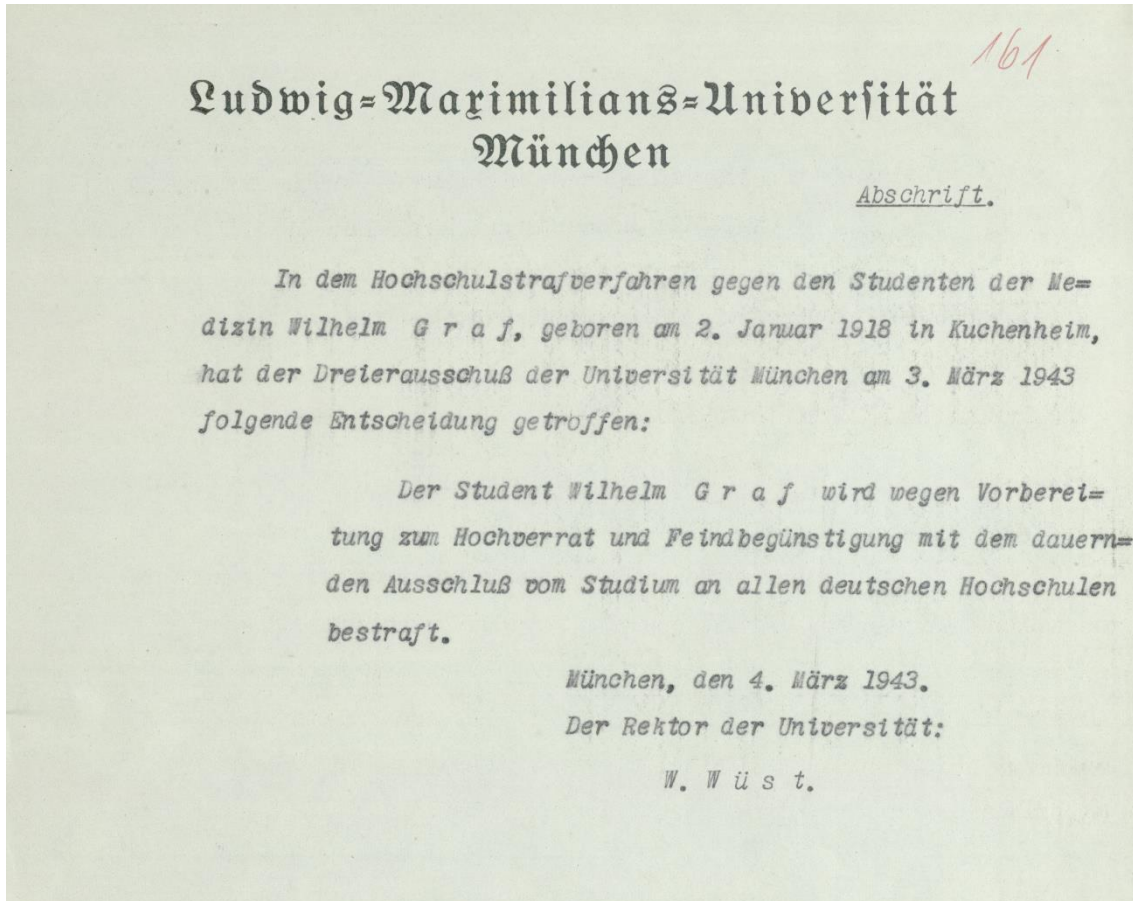 161
Ludwig=Maximilians=Universität
München
Abschrift.
In dem Hochschulstrafverfahren gegen den Studenten der Me=
dizin Wilhelm G r a f, geboren am 2. Januar 1918 in Kuchenheim,
hat der Dreierausschuß der Universität München am 3. März 1943
folgende Entscheidung getroffen:
Der Student Wilhelm G r a f wird wegen Vorberei=
tung zum Hochverrat und Feindbegünstigung mit dem dauern=
den Ausschluß vom Studium an allen deutschen Hochschulen
bestraft.
München, den 4. März 1943.
Der Rektor der Universität:
W. W ü s t.